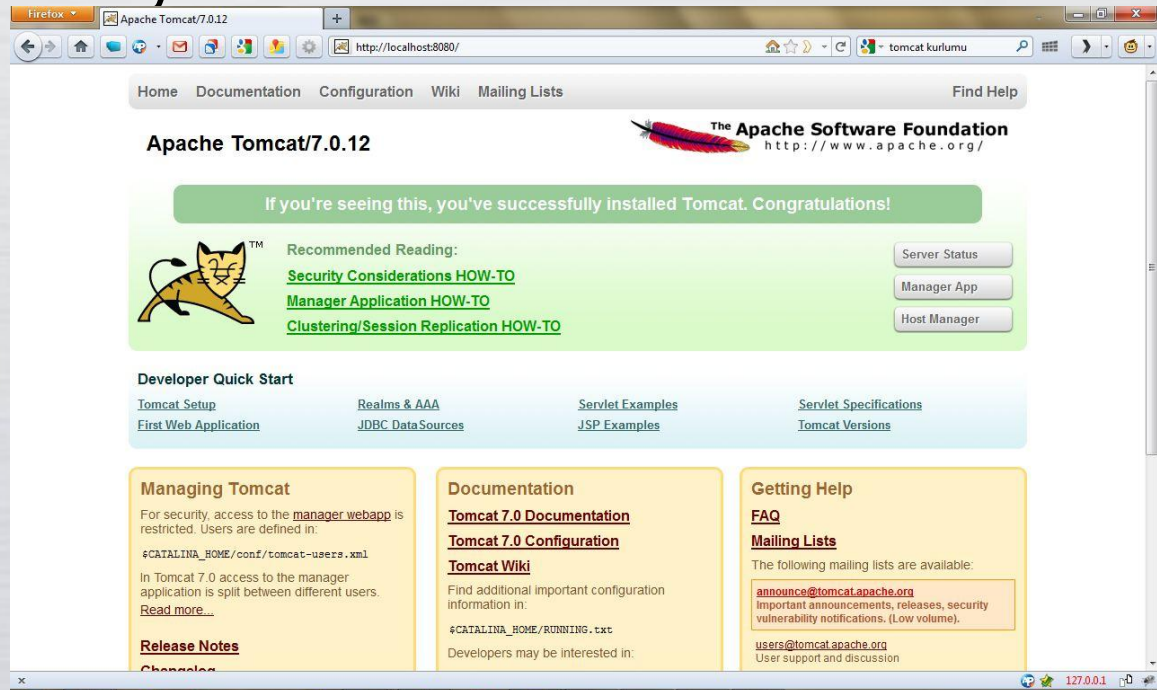 Firefox
Apache Tomcat/7.0.12
http://localhost:8080/
tomcat kurlumu
Home Documentation Configuration Wiki Mailing Lists Find Help
Apache Tomcat/7.0.12
The Apache Software Foundation
http://www.apache.org/
If you're seeing this, you've successfully installed Tomcat. Congratulations!
TM
Recommended Reading:
Security Considerations HOW-TO
Manager Application HOW-TO
Clustering/Session Replication HOW-TO
Server Status
Manager App
Host Manager
Developer Quick Start
Tomcat Setup Realms & AAA Servlet Examples Servlet Specifications
First Web Application JDBC DataSources JSP Examples Tomcat Versions
Managing Tomcat
For security, access to the manager webapp is
restricted. Users are defined in:
$CATALINA_HOME/conf/tomcat-users.xml
In Tomcat 7.0 access to the manager
application is split between different users.
Read more...
Release Notes
Changelog
Documentation
Tomcat 7.0 Documentation
Tomcat 7.0 Configuration
Tomcat Wiki
Find additional important configuration
information in:
$CATALINA_HOME/RUNNING.txt
Developers may be interested in:
Getting Help
FAQ
Mailing Lists
The following mailing lists are available:
announce@tomcat.apache.org
Important announcements, releases, security
vulnerability notifications. (Low volume).
users@tomcat.apache.org
User support and discussion
127.0.0.1